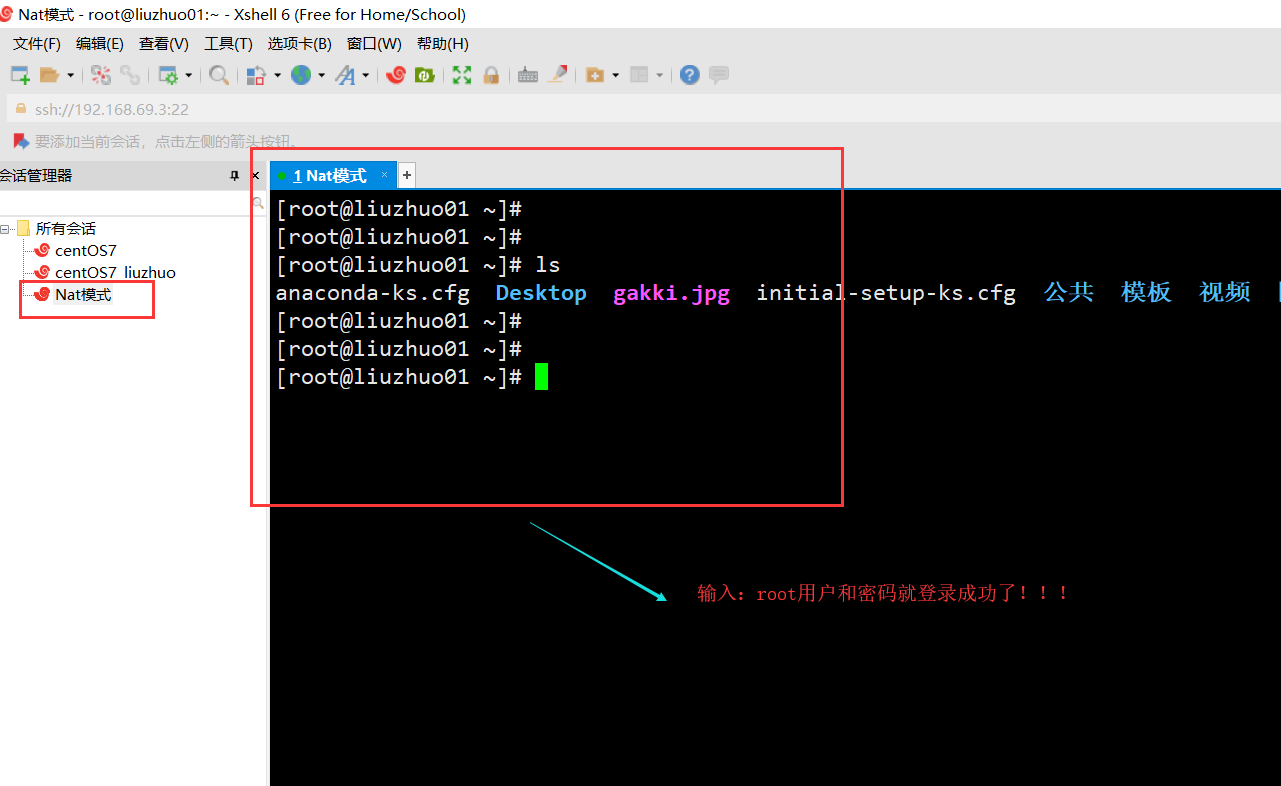 Nat模式 - root@liuzhuo01:~ - Xshell 6 (Free for Home/School)
文件(F) 编辑(E) 查看(V) 工具(T) 选项卡(B) 窗口(W) 帮助(H)
ssh://192.168.69.3:22
要添加当前会话，点击左侧的箭头按钮。
会话管理器
1 Nat模式 × +
所有会话
centOS7
centOS7_liuzhuo
Nat模式
[root@liuzhuo01 ~]#
[root@liuzhuo01 ~]#
[root@liuzhuo01 ~]# ls
anaconda-ks.cfg Desktop gakki.jpg initial-setup-ks.cfg 公共 模板 视频
[root@liuzhuo01 ~]#
[root@liuzhuo01 ~]#
[root@liuzhuo01 ~]#
输入：root用户和密码就登录成功了！！！